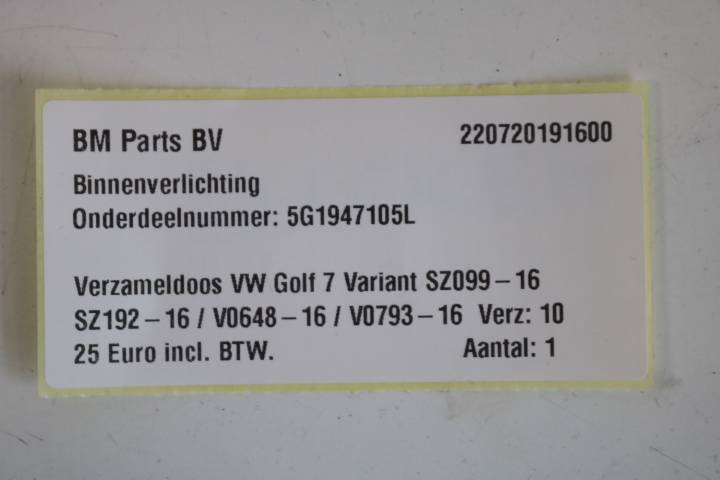 BM Parts BV 220720191600
Binnenverlichting
Onderdeelnummer: 5G1947105L
Verzameldoos VW Golf 7 Variant SZ099-16
SZ192-16 / V0648-16 / V0793-16 Verz: 10
25 Euro incl. BTW. Aantal: 1